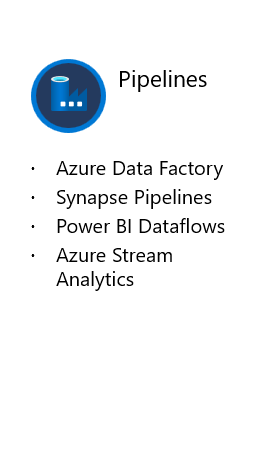 Pipelines
· Azure Data Factory
· Synapse Pipelines
· Power BI Dataflows
· Azure Stream
Analytics